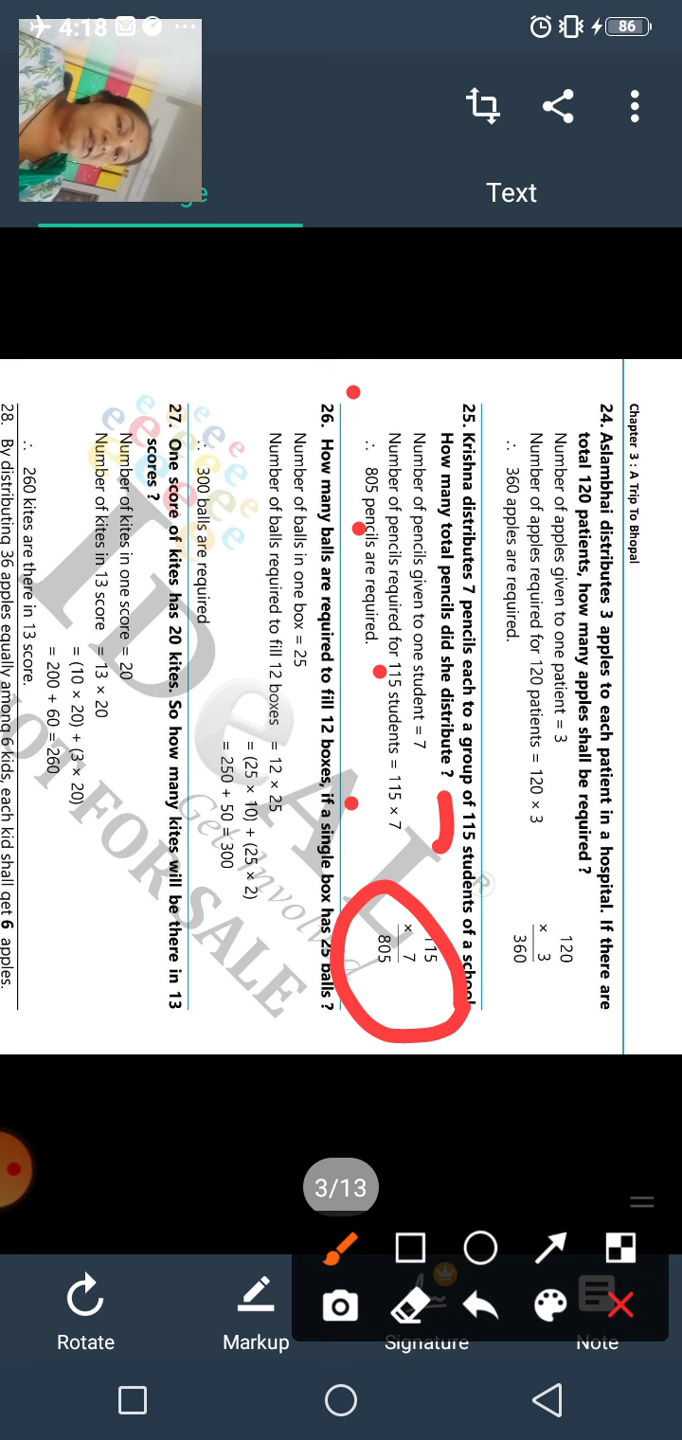 4:18
86
ge
Text
Chapter 3 : A Trip To Bhopal
24. Aslambhai distributes 3 apples to each patient in a hospital. If there are
total 120 patients, how many apples shall be required ?
Number of apples given to one patient = 3
Number of apples required for 120 patients = 120 × 3
∴ 360 apples are required.
120
× 3
360
25. Krishna distributes 7 pencils each to a group of 115 students of a school
How many total pencils did she distribute ?
Number of pencils given to one student = 7
Number of pencils required for 115 students = 115 × 7
∴ 805 pencils are required.
115
× 7
805
26. How many balls are required to fill 12 boxes, if a single box has 25 balls ?
Number of balls in one box = 25
Number of balls required to fill 12 boxes = 12 × 25
= (25 × 10) + (25 × 2)
= 250 + 50 = 300
∴ 300 balls are required
27. One score of kites has 20 kites. So how many kites will be there in 13
scores ?
Number of kites in one score = 20
Number of kites in 13 score = 13 × 20
= (10 × 20) + (3 × 20)
= 200 + 60 = 260
∴ 260 kites are there in 13 score.
28. By distributing 36 apples equally among 6 kids, each kid shall get 6 apples.
IDeAL®
Get Involved
NOT FOR SALE
3/13
Rotate
Markup
Signature
Note